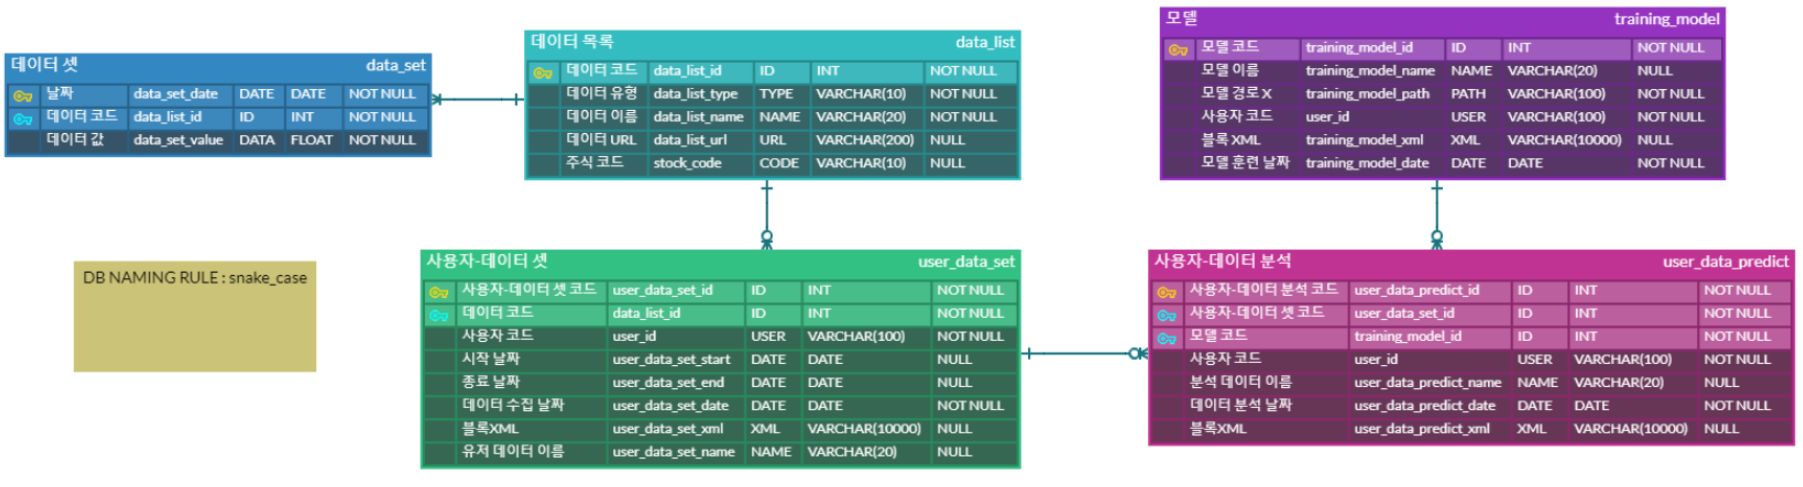 데이터 셋 data_set
날짜 data_set_date DATE DATE NOT NULL
데이터 코드 data_list_id ID INT NOT NULL
데이터 값 data_set_value DATA FLOAT NOT NULL
데이터 목록 data_list
데이터 코드 data_list_id ID INT NOT NULL
데이터 유형 data_list_type TYPE VARCHAR(10) NOT NULL
데이터 이름 data_list_name NAME VARCHAR(20) NOT NULL
데이터 URL data_list_url URL VARCHAR(200) NULL
주식 코드 stock_code CODE VARCHAR(10) NULL
모델 training_model
모델 코드 training_model_id ID INT NOT NULL
모델 이름 training_model_name NAME VARCHAR(20) NULL
모델 경로 X training_model_path PATH VARCHAR(100) NOT NULL
사용자 코드 user_id USER VARCHAR(100) NOT NULL
블록 XML training_model_xml XML VARCHAR(10000) NULL
모델 훈련 날짜 training_model_date DATE DATE NOT NULL
DB NAMING RULE : snake_case
사용자-데이터 셋 user_data_set
사용자-데이터 셋 코드 user_data_set_id ID INT NOT NULL
데이터 코드 data_list_id ID INT NOT NULL
사용자 코드 user_id USER VARCHAR(100) NOT NULL
시작 날짜 user_data_set_start DATE DATE NULL
종료 날짜 user_data_set_end DATE DATE NULL
데이터 수집 날짜 user_data_set_date DATE DATE NOT NULL
블록XML user_data_set_xml XML VARCHAR(10000) NULL
유저 데이터 이름 user_data_set_name NAME VARCHAR(20) NULL
사용자-데이터 분석 user_data_predict
사용자-데이터 분석 코드 user_data_predict_id ID INT NOT NULL
사용자-데이터 셋 코드 user_data_set_id ID INT NOT NULL
모델 코드 training_model_id ID INT NOT NULL
사용자 코드 user_id USER VARCHAR(100) NOT NULL
분석 데이터 이름 user_data_predict_name NAME VARCHAR(20) NULL
데이터 분석 날짜 user_data_predict_date DATE DATE NOT NULL
블록XML user_data_predict_xml XML VARCHAR(10000) NULL